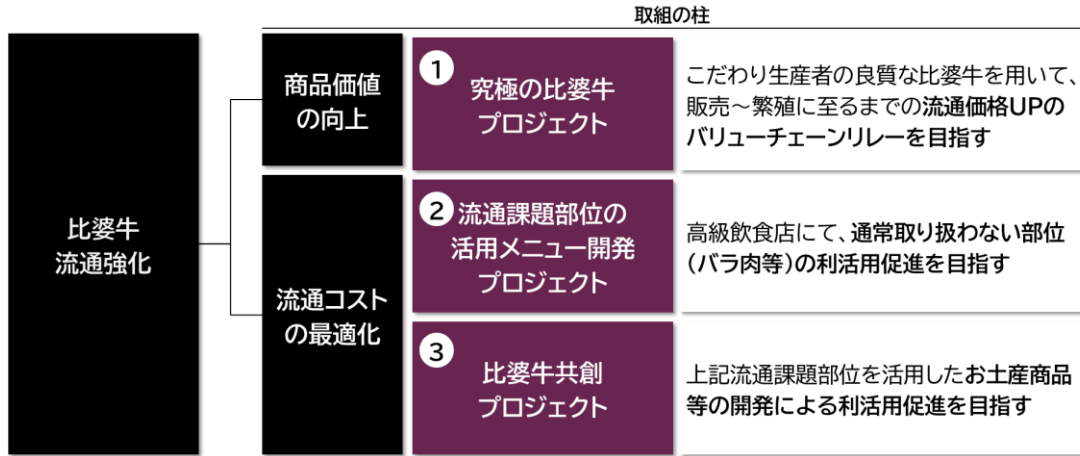 取組の柱
比婆牛
流通強化
商品価値
の向上
1
究極の比婆牛
プロジェクト
こだわり生産者の良質な比婆牛を用いて、
販売～繁殖に至るまでの流通価格UPの
バリューチェーンリレーを目指す
流通コスト
の最適化
2
流通課題部位の
活用メニュー開発
プロジェクト
高級飲食店にて、通常取り扱わない部位
（バラ肉等）の利活用促進を目指す
3
比婆牛共創
プロジェクト
上記流通課題部位を活用したお土産商品
等の開発による利活用促進を目指す